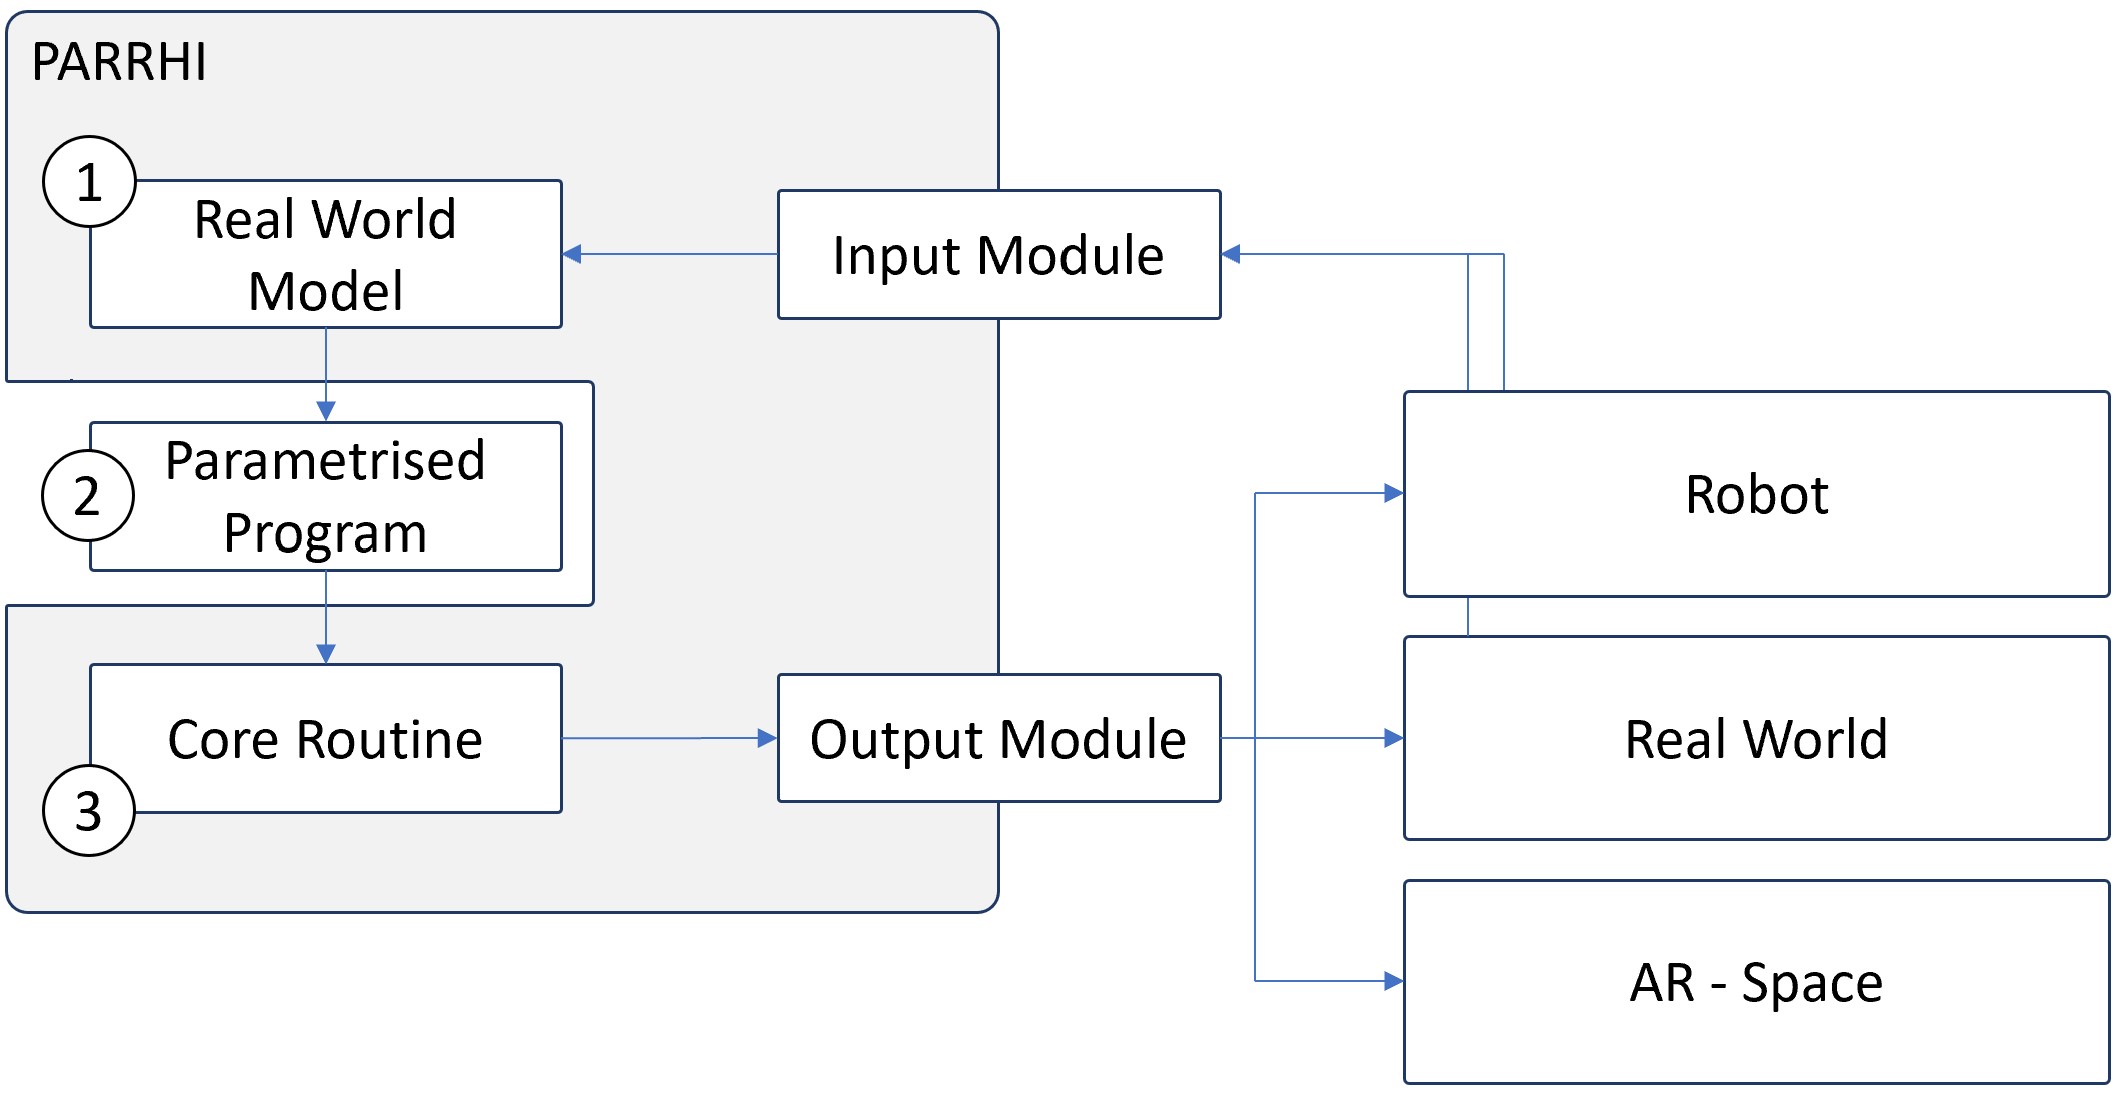 PARRHI
1
Real World
Model
Input Module
2
Parametrised
Program
Robot
Core Routine
3
Output Module
Real World
AR - Space